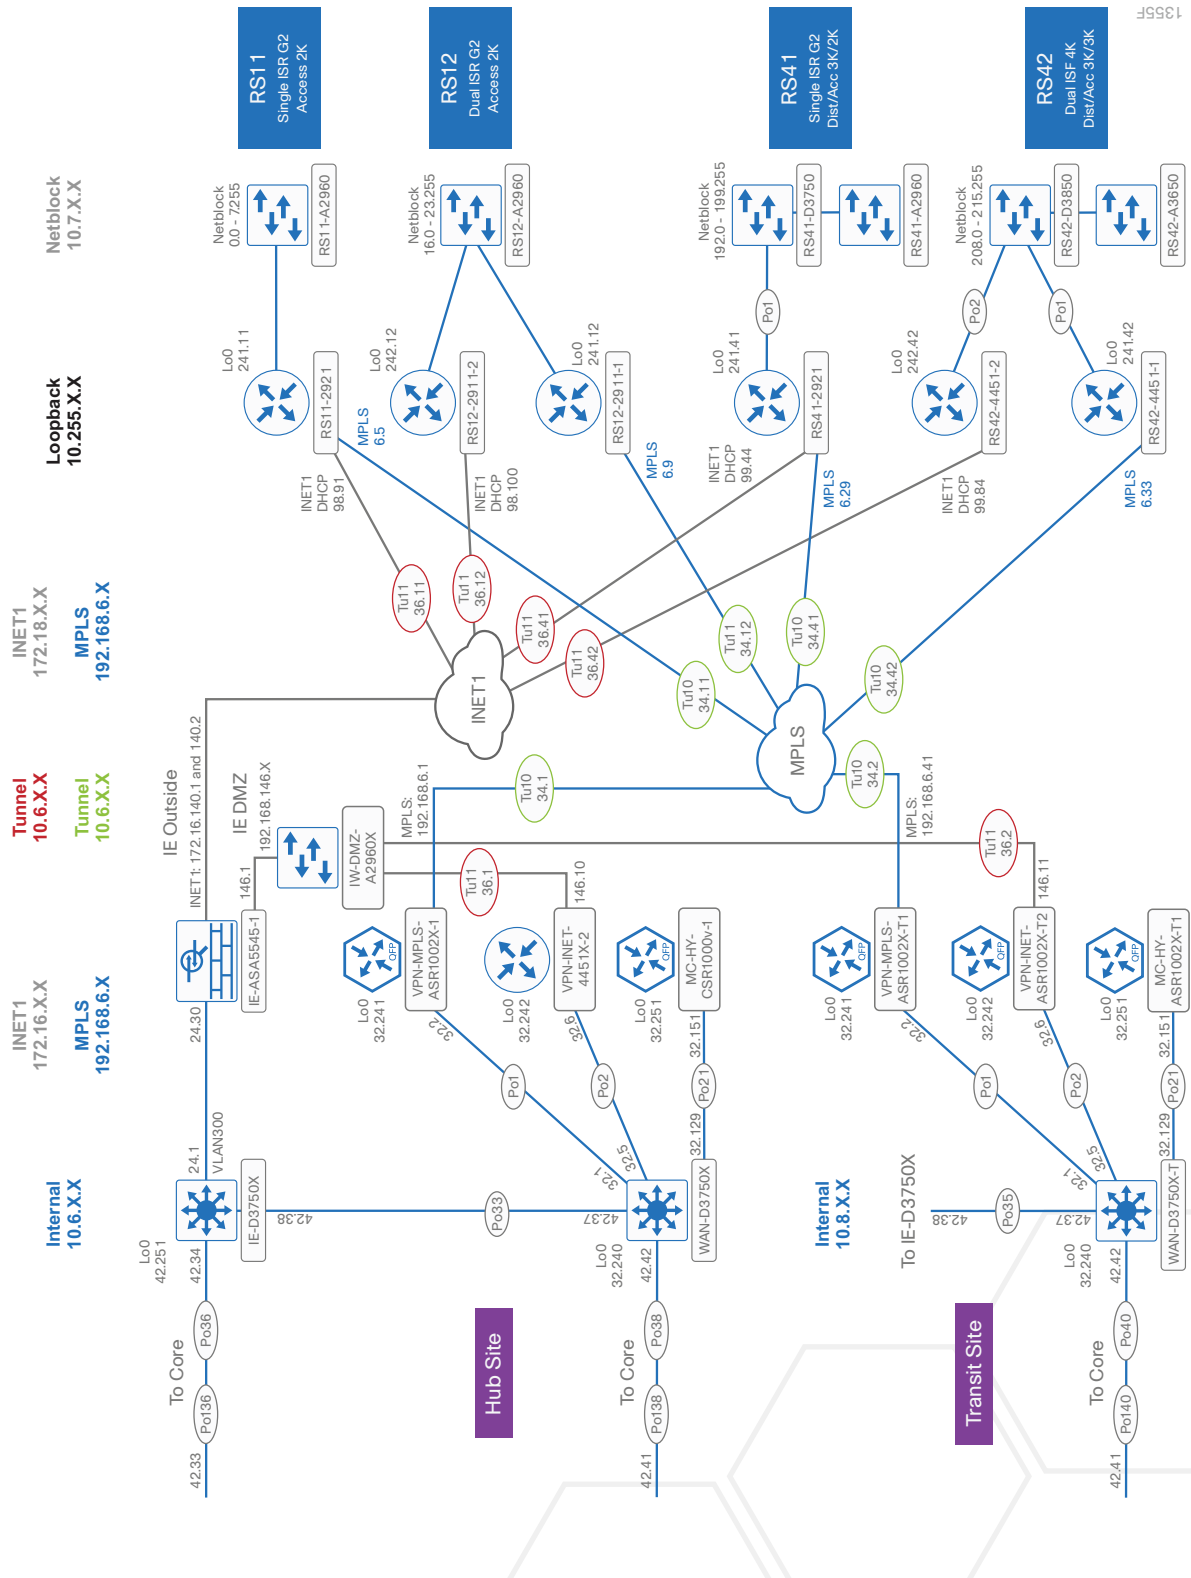 Internal
10.6.X.X
INET1
172.16.X.X
MPLS
192.168.6.X
Tunnel
10.6.X.X
Tunnel
10.6.X.X
INET1
172.18.X.X
MPLS
192.168.6.X
Loopback
10.255.X.X
Netblock
10.7.X.X
To Core
42.33
Po136
Po36
42.34
Lo0
42.251
IE-D3750X
24.1
VLAN300
24.30
IE-ASA5545-1
IE Outside
INET1: 172.16.140.1 and 140.2
146.1
IE DMZ
192.168.146.X
IW-DMZ-
A2960X
42.38
Po33
42.37
Hub Site
To Core
42.41
Po138
Po38
42.42
Lo0
32.240
WAN-D3750X
32.1
Po1
32.2
Lo0
32.241
QFP
VPN-MPLS-
ASR1002X-1
MPLS:
192.168.6.1
Tu10
34.1
32.5
Po2
32.6
Lo0
32.242
VPN-INET-
4451X-2
146.10
Tu11
36.1
32.129
Po21
32.151
Lo0
32.251
QFP
MC-HY-
CSR1000v-1
Internal
10.8.X.X
To IE-D3750X
42.38
Po35
42.37
Transit Site
To Core
42.41
Po140
Po40
42.42
Lo0
32.240
WAN-D3750X-T
32.1
Po1
32.2
Lo0
32.241
QFP
VPN-MPLS-
ASR1002X-T1
MPLS:
192.168.6.41
Tu10
34.2
32.5
Po2
32.6
Lo0
32.242
QFP
VPN-INET-
ASR1002X-T2
146.11
Tu11
36.2
32.129
Po21
32.151
Lo0
32.251
QFP
MC-HY-
ASR1002X-T1
INET1
MPLS
Tu11
36.11
INET1
DHCP
98.91
Tu10
34.11
MPLS
6.5
Lo0
241.11
RS11-2921
Netblock
0.0 - 7.255
RS11-A2960
RS11
Single ISR G2
Access 2K
Tu11
36.12
INET1
DHCP
98.100
Lo0
242.12
RS12-2911-2
Tu11
34.12
MPLS
6.9
Lo0
241.12
RS12-2911-1
Netblock
16.0 - 23.255
RS12-A2960
RS12
Dual ISR G2
Access 2K
Tu11
36.41
INET1
DHCP
99.44
Tu10
34.41
MPLS
6.29
Lo0
241.41
RS41-2921
Po1
Netblock
192.0 - 199.255
RS41-D3750
RS41-A2960
RS41
Single ISR G2
Dist/Acc 3K/2K
Tu11
36.42
INET1
DHCP
99.84
Lo0
242.42
RS42-4451-2
Po2
Tu10
34.42
MPLS
6.33
Lo0
241.42
RS42-4451-1
Po1
Netblock
208.0 - 215.255
RS42-D3850
RS42-A3650
RS42
Dual ISF 4K
Dist/Acc 3K/3K
1355F